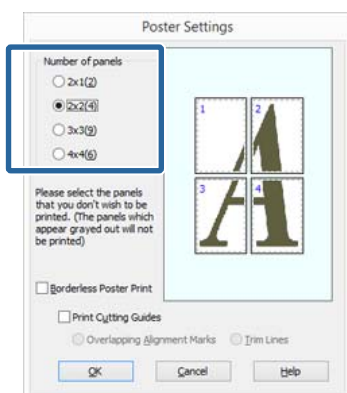 Poster Settings
Number of panels
2x1(2)
2x2(4)
3x3(9)
4x4(6)
1 2
3 4
Please select the panels
that you don't wish to be
printed. (The panels which
appear grayed out will not
be printed)
Borderless Poster Print
Print Cutting Guides
Overlapping Alignment Marks Trim Lines
OK Cancel Help